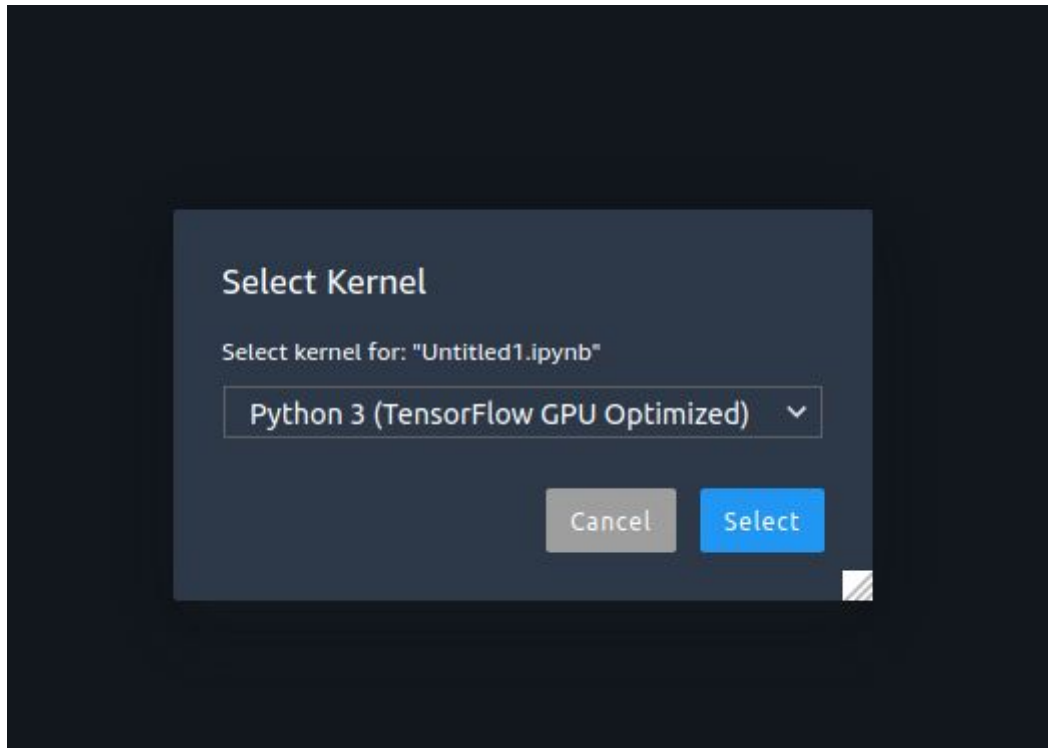 Select Kernel
Select kernel for: "Untitled1.ipynb"
Python 3 (TensorFlow GPU Optimized)
Cancel Select